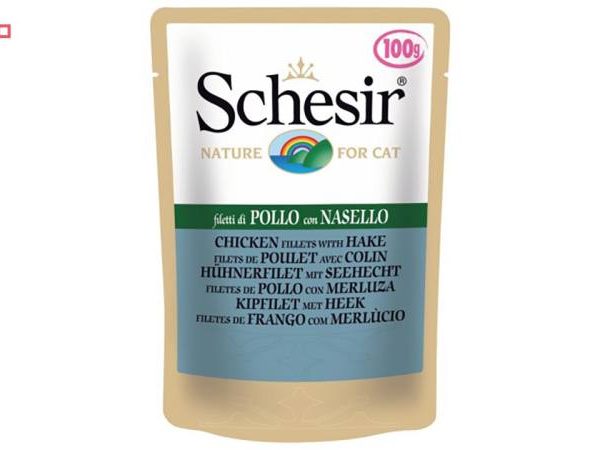 100g
Schesir®
NATURE FOR CAT
filetti di POLLO con NASELLO
CHICKEN FILLETS WITH HAKE
FILETS DE POULET AVEC COLIN
HÜHNERFILET MIT SEEHECHT
FILETES DE POLLO CON MERLUZA
KIPFILET MET HEEK
FILETES DE FRANGO COM MERLÙCIO